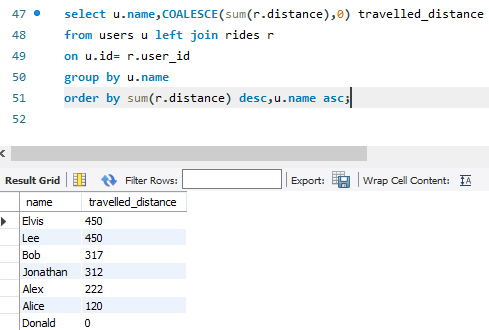 47 select u.name,COALESCE(sum(r.distance),0) travelled_distance
48 from users u left join rides r
49 on u.id= r.user_id
50 group by u.name
51 order by sum(r.distance) desc,u.name asc;
52
Result Grid Filter Rows: Export: Wrap Cell Content:
name travelled_distance
Elvis 450
Lee 450
Bob 317
Jonathan 312
Alex 222
Alice 120
Donald 0